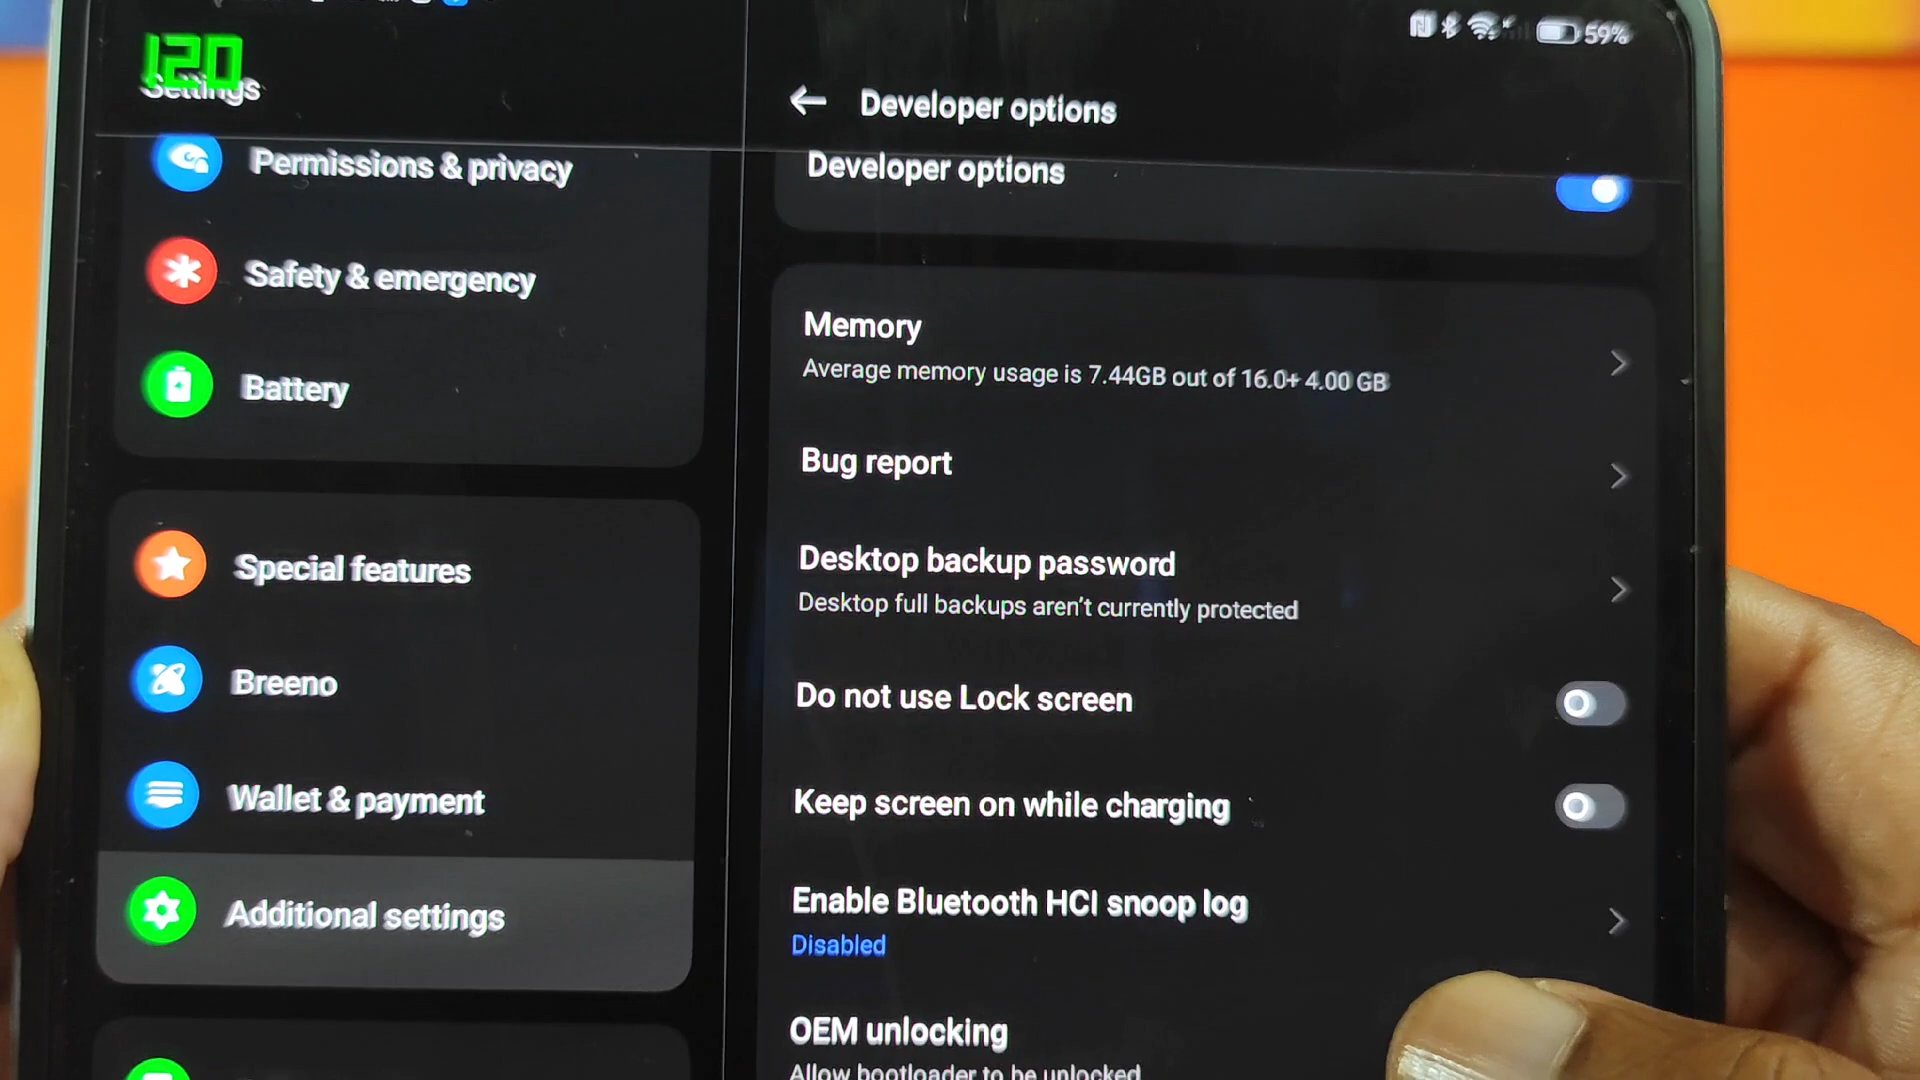 120
Settings
Permissions & privacy
Safety & emergency
Battery
Special features
Breeno
Wallet & payment
Additional settings
59%
Developer options
Developer options
Memory
Average memory usage is 7.44GB out of 16.0+ 4.00 GB
Bug report
Desktop backup password
Desktop full backups aren't currently protected
Do not use Lock screen
Keep screen on while charging
Enable Bluetooth HCI snoop log
Disabled
OEM unlocking
Allow bootloader to be unlocked